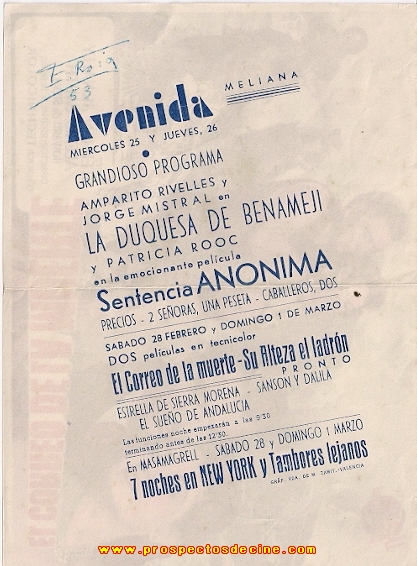 E. Roig
53
Avenida
MELIANA
MIERCOLES 25 Y JUEVES, 26
GRANDIOSO PROGRAMA
AMPARITO RIVELLES y
JORGE MISTRAL en
LA DUQUESA DE BENAMEJI
y PATRICIA ROOC
en la emocionante película
Sentencia ANONIMA
PRECIOS - 2 SEÑORAS, UNA PESETA - CABALLEROS, DOS
SABADO 28 FEBRERO y DOMINGO 1 DE MARZO
DOS películas en tecnicolor
El Correo de la muerte - Su Alteza el ladrón
PRONTO
ESTRELLA DE SIERRA MORENA - SANSON Y DALILA
EL SUEÑO DE ANDALUCIA
Las funciones noche empezarán a las 9'30
terminando antes de las 12'30.
En MASAMAGRELL - SABADO 28 y DOMINGO 1 MARZO
7 noches en NEW YORK y Tambores lejanos
www.prospectosdecine.com